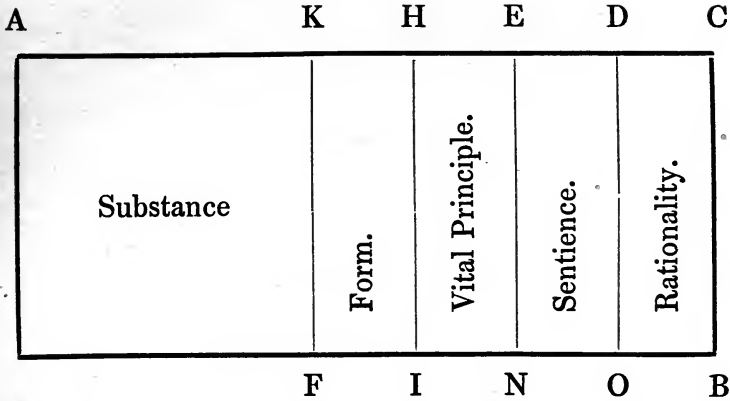 A K H E D C
Substance
Form.
Vital Principle.
Sentience.
Rationality.
F I N O B